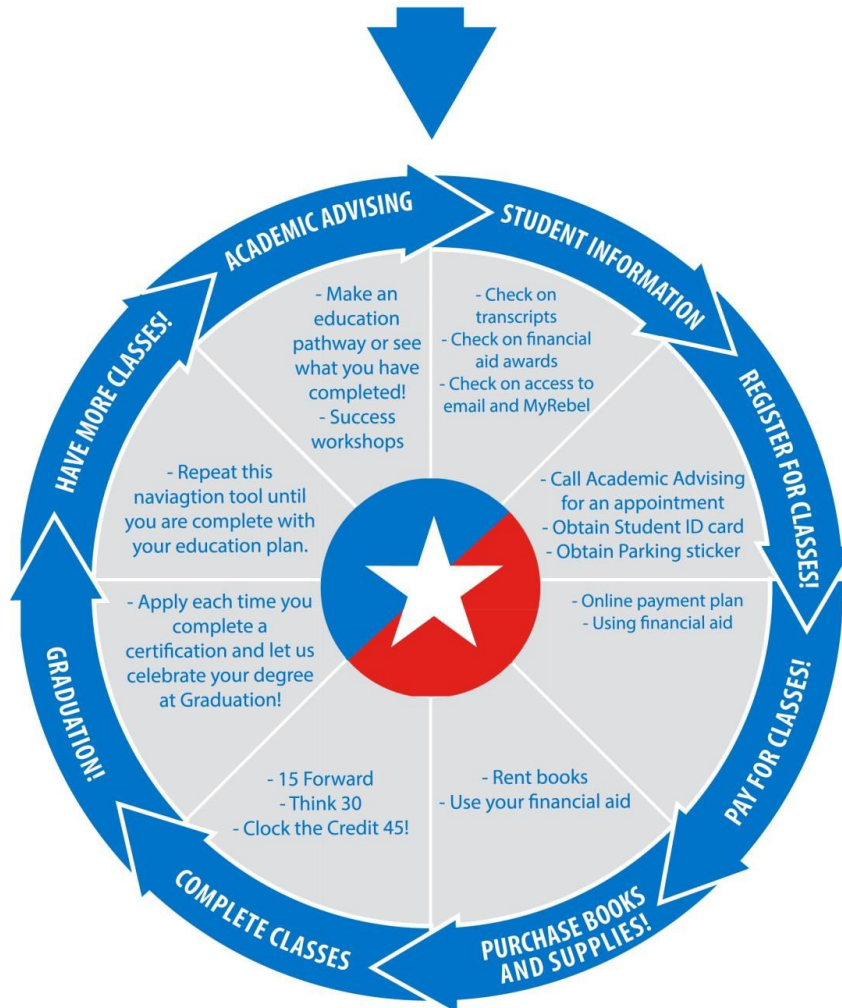 STUDENT INFORMATION
- Check on
transcripts
- Check on financial
aid awards
- Check on access to
email and MyRebel
REGISTER FOR CLASSES!
- Call Academic Advising
for an appointment
- Obtain Student ID card
- Obtain Parking sticker
PAY FOR CLASSES!
- Online payment plan
- Using financial aid
PURCHASE BOOKS
AND SUPPLIES!
- Rent books
- Use your financial aid
COMPLETE CLASSES
- 15 Forward
- Think 30
- Clock the Credit 45!
GRADUATION!
- Apply each time you
complete a
certification and let us
celebrate your degree
at Graduation!
HAVE MORE CLASSES!
- Repeat this
naviagtion tool until
you are complete with
your education plan.
ACADEMIC ADVISING
- Make an
education
pathway or see
what you have
completed!
- Success
workshops